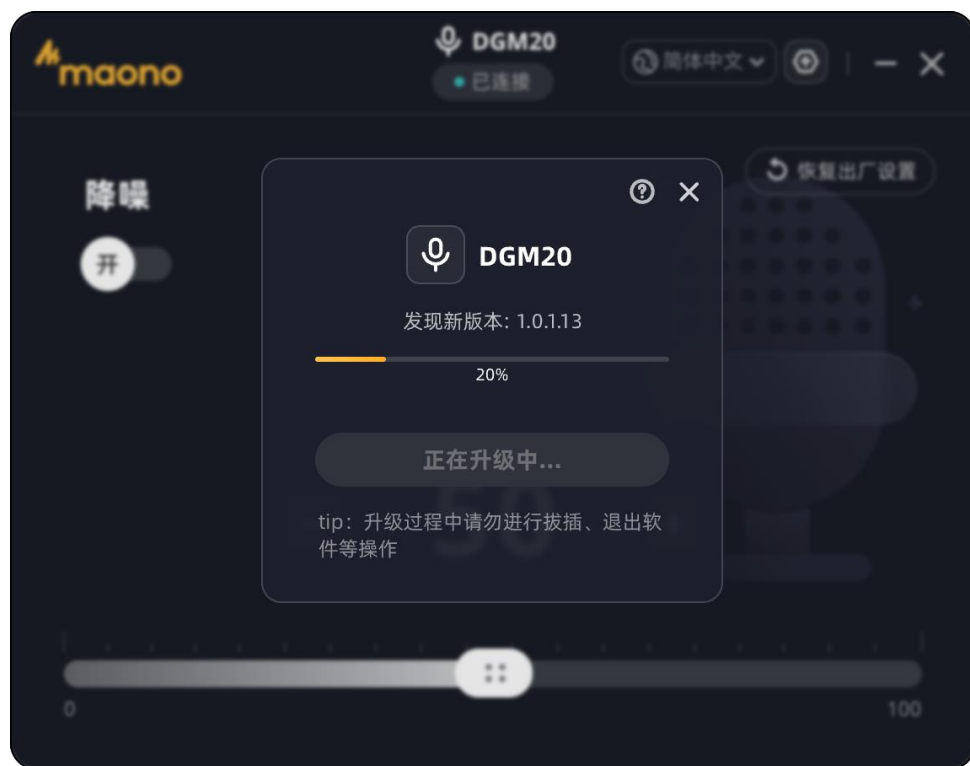 maono
DGM20
已连接
简体中文
恢复出厂设置
降噪
开
DGM20
发现新版本: 1.0.1.13
20%
正在升级中...
50
tip：升级过程中请勿进行拔插、退出软
件等操作
0
100